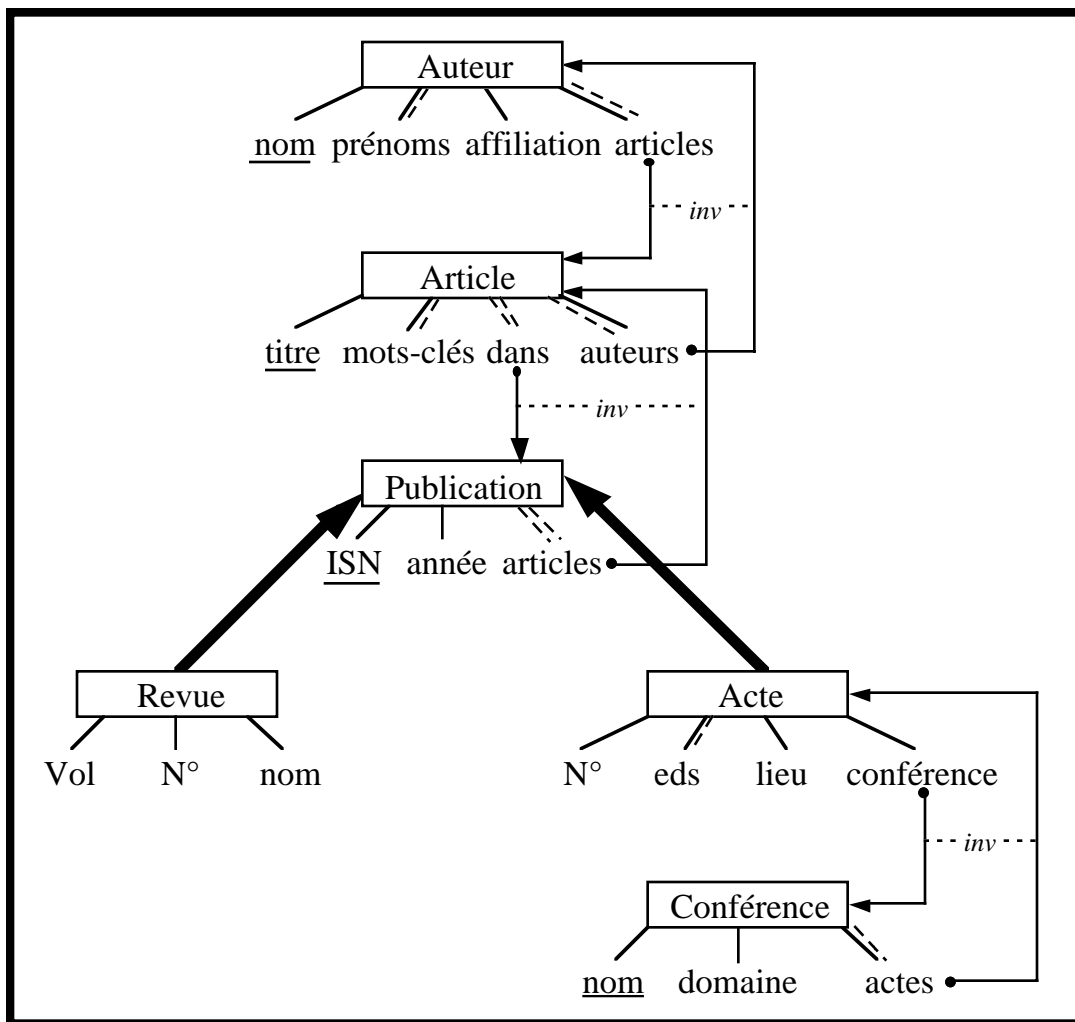 Auteur
nom prénoms affiliation articles
inv
Article
titre mots-clés dans auteurs
inv
Publication
ISN année articles
Revue Acte
Vol N° nom N° eds lieu conférence
inv
Conférence
nom domaine actes